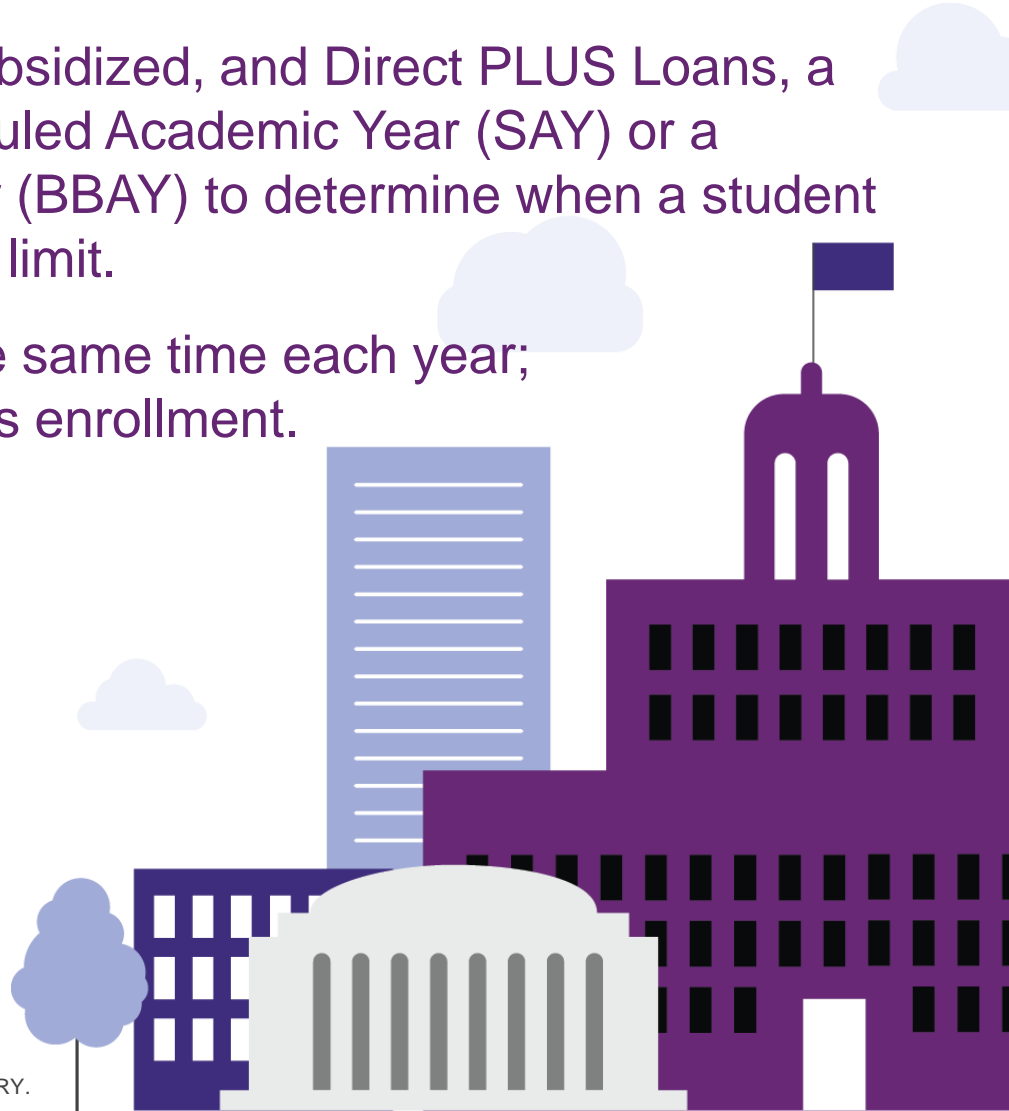 bsidized, and Direct PLUS Loans, a
uled Academic Year (SAY) or a
(BBAY) to determine when a student
limit.
e same time each year;
s enrollment.
RY.